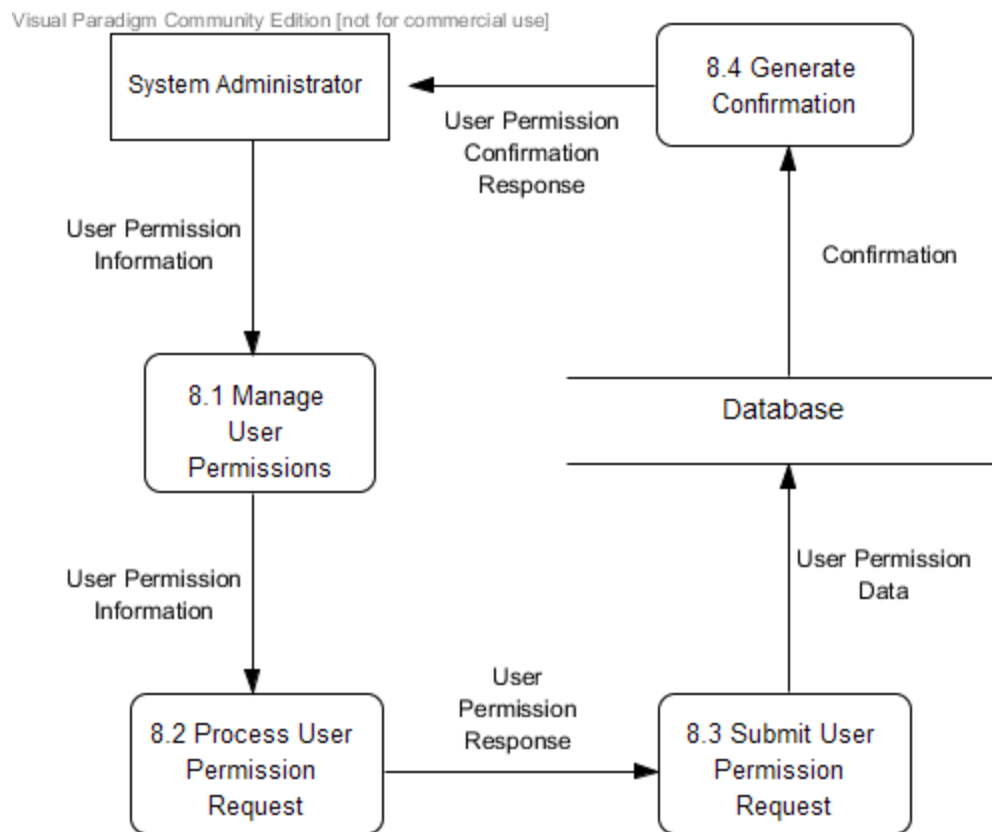 Visual Paradigm Community Edition [not for commercial use]
System Administrator
8.4 Generate
Confirmation
User Permission
Confirmation
Response
User Permission
Information
Confirmation
8.1 Manage
User
Permissions
Database
User Permission
Information
User Permission
Data
User
Permission
Response
8.2 Process User
Permission
Request
8.3 Submit User
Permission
Request